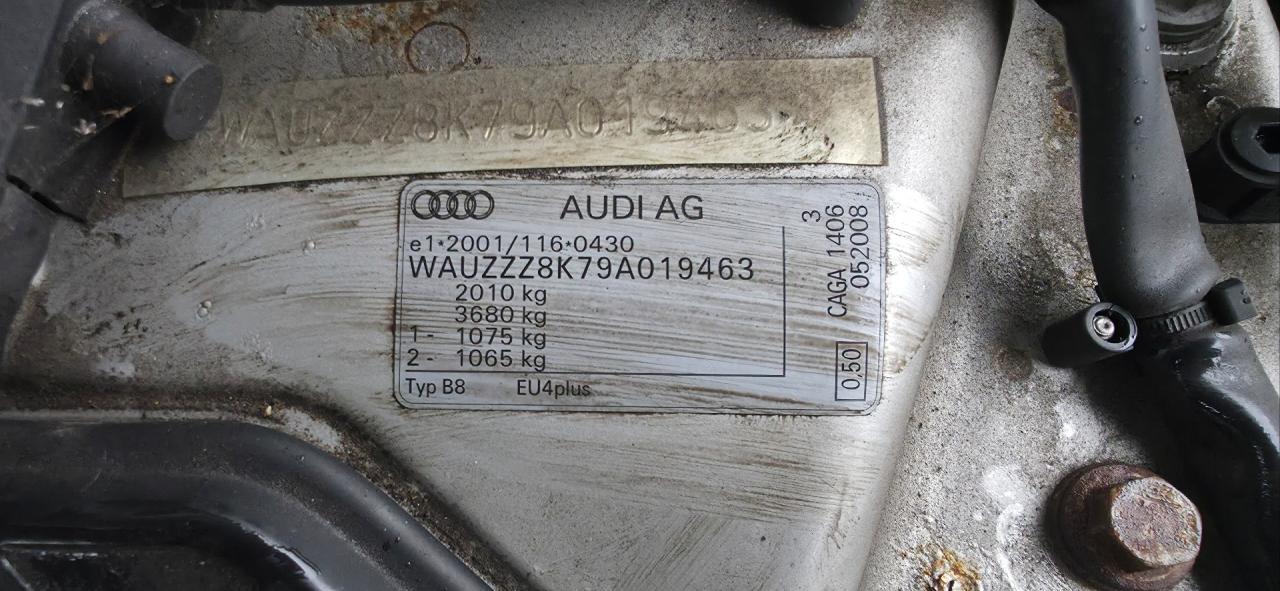 WAUZZZ8K79A019463
AUDI AG
e1*2001/116*0430
WAUZZZ8K79A019463
2010 kg
3680 kg
1 - 1075 kg
2 - 1065 kg
Typ B8 EU4plus
3
CAGA 1406
052008
0,50